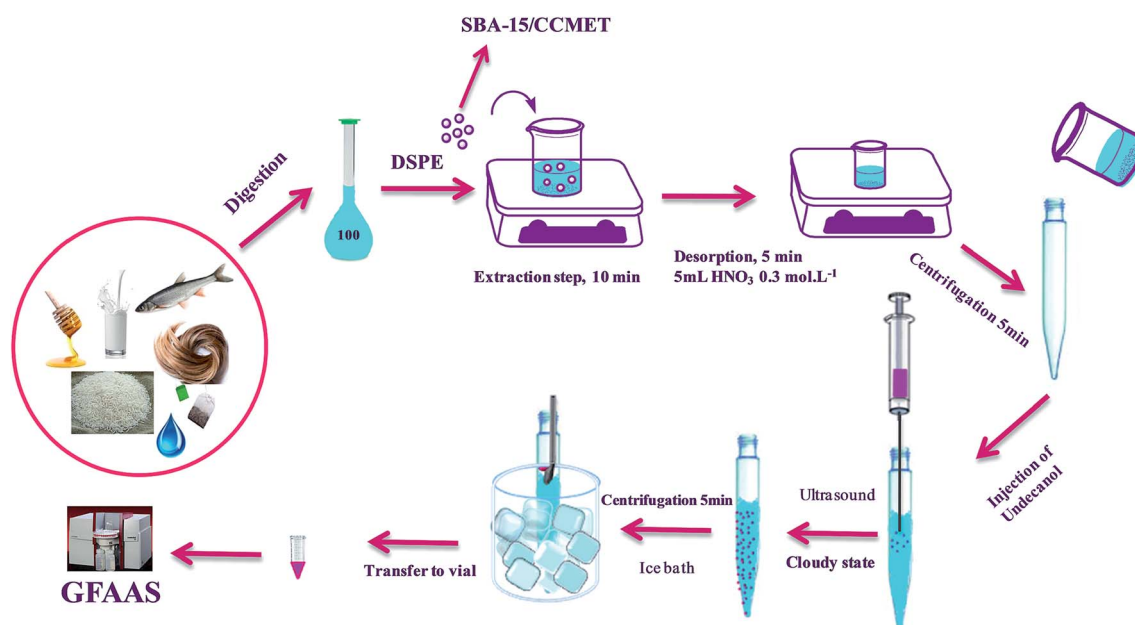 SBA-15/CCMET
Digestion
100
DSPE
Extraction step, 10 min
Desorption, 5 min
5mL HNO₃ 0.3 mol.L⁻¹
Centrifugation 5min
Injection of
Undecanol
Ultrasound
Cloudy state
Centrifugation 5min
Ice bath
Transfer to vial
GFAAS